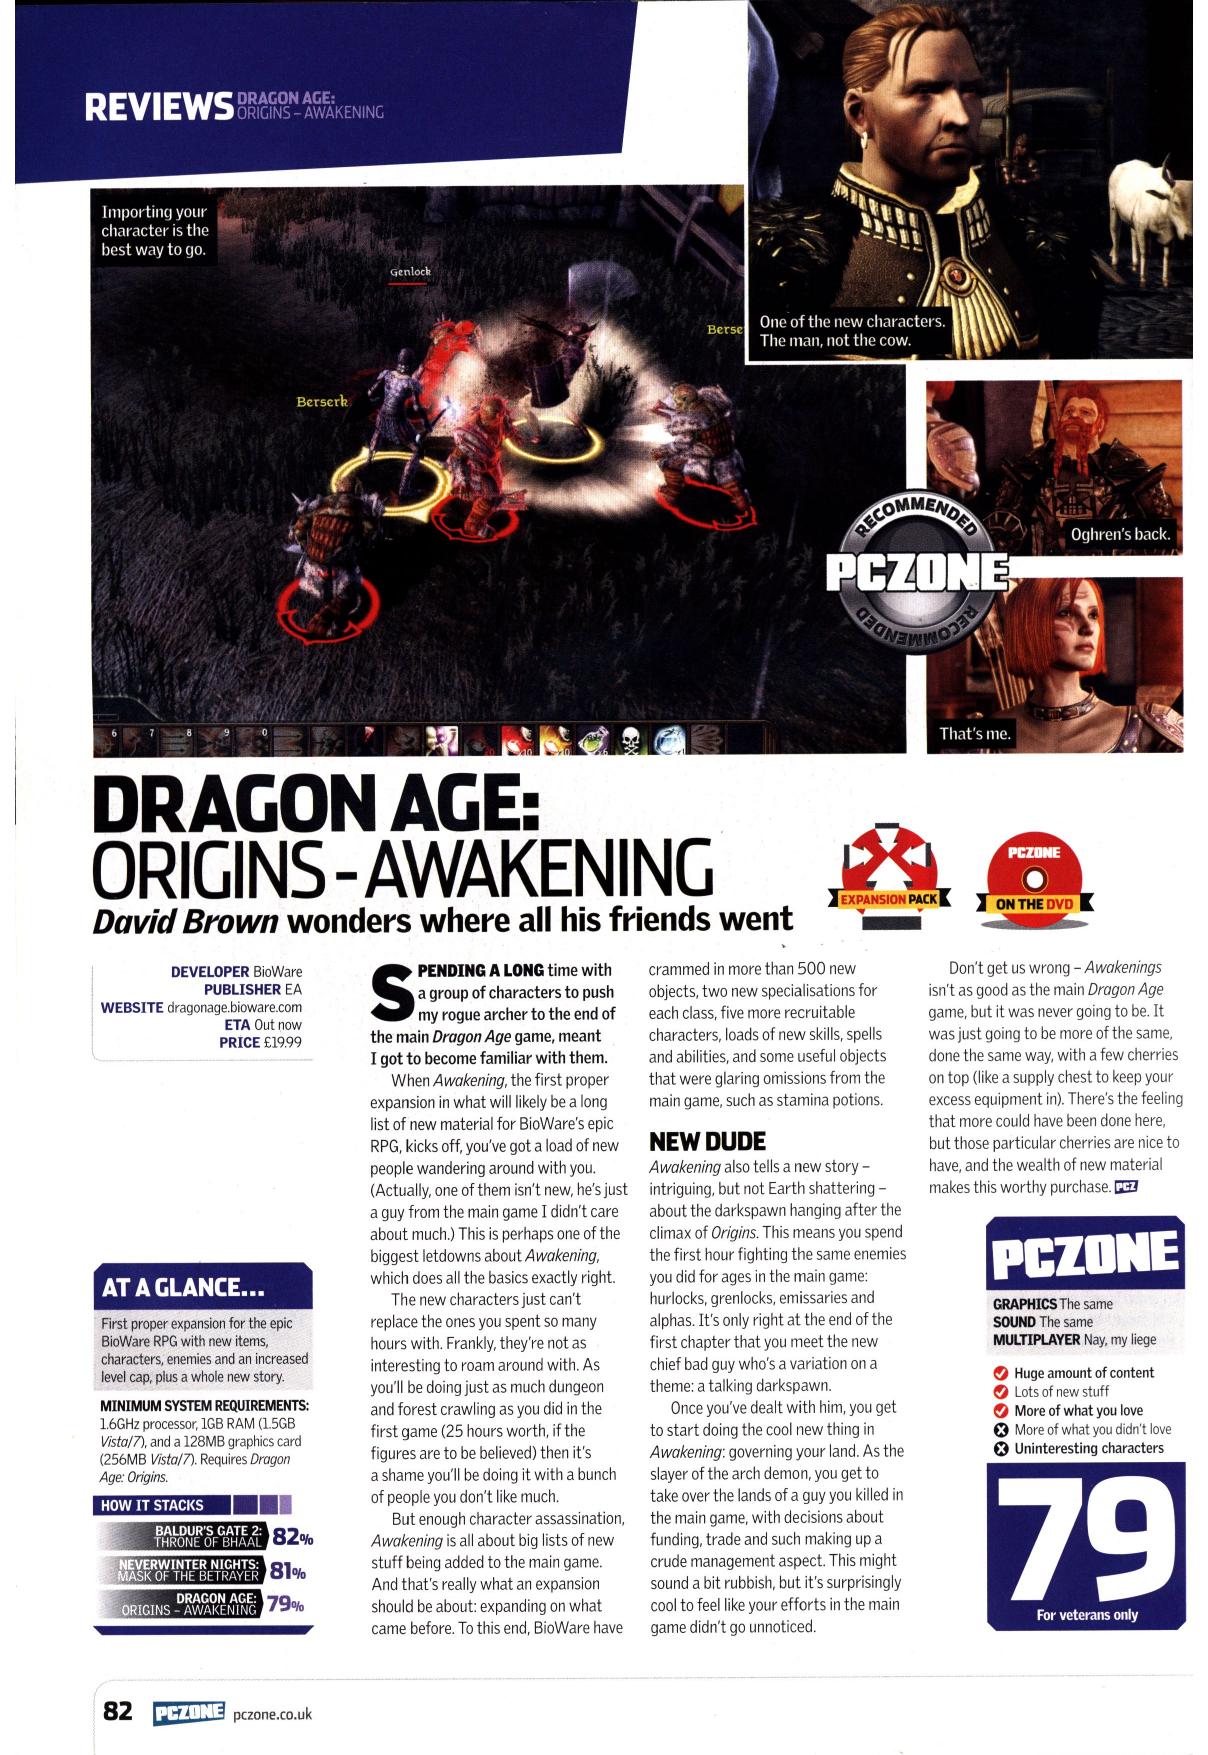 REVIEWS DRAGON AGE:
ORIGINS – AWAKENING
Importing your
character is the
best way to go.
Genlock
Berserk
Berse
One of the new characters.
The man, not the cow.
Oghren's back.
RECOMMENDED
PCZONE
RECOMMENDED
That's me.
6 7 8 9 0
DRAGON AGE:
ORIGINS – AWAKENING
David Brown wonders where all his friends went
EXPANSION PACK
PCZONE
ON THE DVD
DEVELOPER BioWare
PUBLISHER EA
WEBSITE dragonage.bioware.com
ETA Out now
PRICE £19.99
AT A GLANCE...
First proper expansion for the epic
BioWare RPG with new items,
characters, enemies and an increased
level cap, plus a whole new story.
MINIMUM SYSTEM REQUIREMENTS:
1.6GHz processor, 1GB RAM (1.5GB
Vista/7), and a 128MB graphics card
(256MB Vista/7). Requires Dragon
Age: Origins.
HOW IT STACKS
BALDUR'S GATE 2:
THRONE OF BHAAL 82%
NEVERWINTER NIGHTS:
MASK OF THE BETRAYER 81%
DRAGON AGE:
ORIGINS – AWAKENING 79%
SPENDING A LONG time with
a group of characters to push
my rogue archer to the end of
the main Dragon Age game, meant
I got to become familiar with them.
When Awakening, the first proper
expansion in what will likely be a long
list of new material for BioWare's epic
RPG, kicks off, you've got a load of new
people wandering around with you.
(Actually, one of them isn't new, he's just
a guy from the main game I didn't care
about much.) This is perhaps one of the
biggest letdowns about Awakening,
which does all the basics exactly right.
The new characters just can't
replace the ones you spent so many
hours with. Frankly, they're not as
interesting to roam around with. As
you'll be doing just as much dungeon
and forest crawling as you did in the
first game (25 hours worth, if the
figures are to be believed) then it's
a shame you'll be doing it with a bunch
of people you don't like much.
But enough character assassination,
Awakening is all about big lists of new
stuff being added to the main game.
And that's really what an expansion
should be about: expanding on what
came before. To this end, BioWare have
crammed in more than 500 new
objects, two new specialisations for
each class, five more recruitable
characters, loads of new skills, spells
and abilities, and some useful objects
that were glaring omissions from the
main game, such as stamina potions.
NEW DUDE
Awakening also tells a new story –
intriguing, but not Earth shattering –
about the darkspawn hanging after the
climax of Origins. This means you spend
the first hour fighting the same enemies
you did for ages in the main game:
hurlocks, grenlocks, emissaries and
alphas. It's only right at the end of the
first chapter that you meet the new
chief bad guy who's a variation on a
theme: a talking darkspawn.
Once you've dealt with him, you get
to start doing the cool new thing in
Awakening: governing your land. As the
slayer of the arch demon, you get to
take over the lands of a guy you killed in
the main game, with decisions about
funding, trade and such making up a
crude management aspect. This might
sound a bit rubbish, but it's surprisingly
cool to feel like your efforts in the main
game didn't go unnoticed.
Don't get us wrong – Awakenings
isn't as good as the main Dragon Age
game, but it was never going to be. It
was just going to be more of the same,
done the same way, with a few cherries
on top (like a supply chest to keep your
excess equipment in). There's the feeling
that more could have been done here,
but those particular cherries are nice to
have, and the wealth of new material
makes this worthy purchase. PCZ
PCZONE
GRAPHICS The same
SOUND The same
MULTIPLAYER Nay, my liege
Huge amount of content
Lots of new stuff
More of what you love
More of what you didn't love
Uninteresting characters
79
For veterans only
82 PCZONE pczone.co.uk